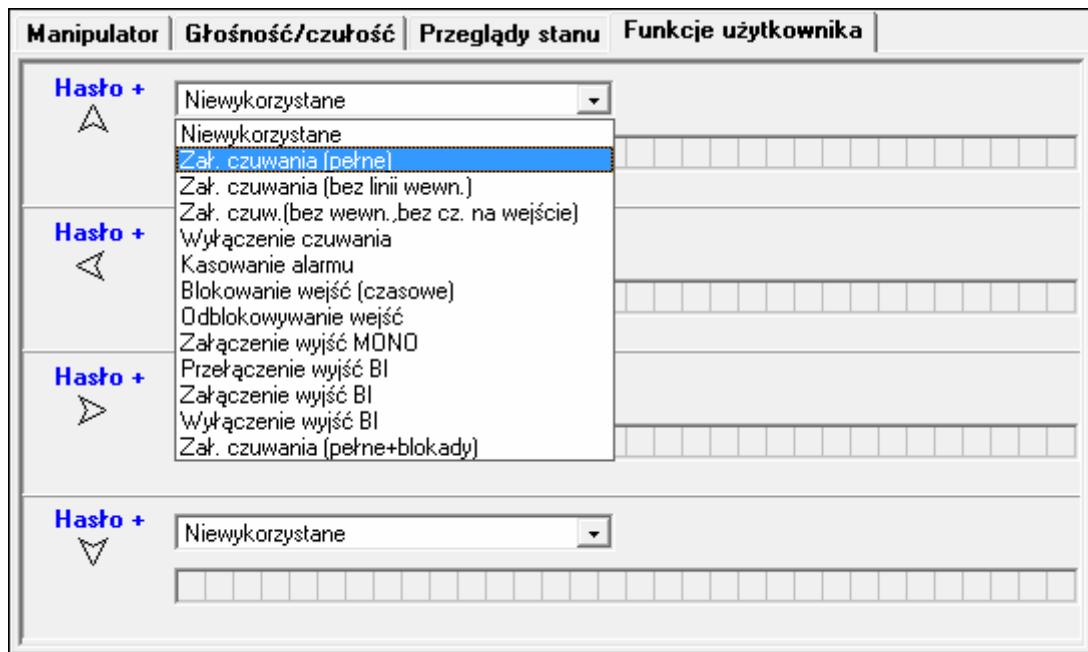 Manipulator Głośność/czułość Przeglądy stanu Funkcje użytkownika
Hasło +
Niewykorzystane
Niewykorzystane
Zał. czuwania (pełne)
Zał. czuwania (bez linii wewn.)
Zał. czuw.(bez wewn.,bez cz. na wejście)
Hasło +
Wyłączenie czuwania
Kasowanie alarmu
Blokowanie wejść (czasowe)
Odblokowywanie wejść
Załączenie wyjść MONO
Przełączenie wyjść BI
Hasło +
Załączenie wyjść BI
Wyłączenie wyjść BI
Zał. czuwania (pełne+blokady)
Hasło +
Niewykorzystane